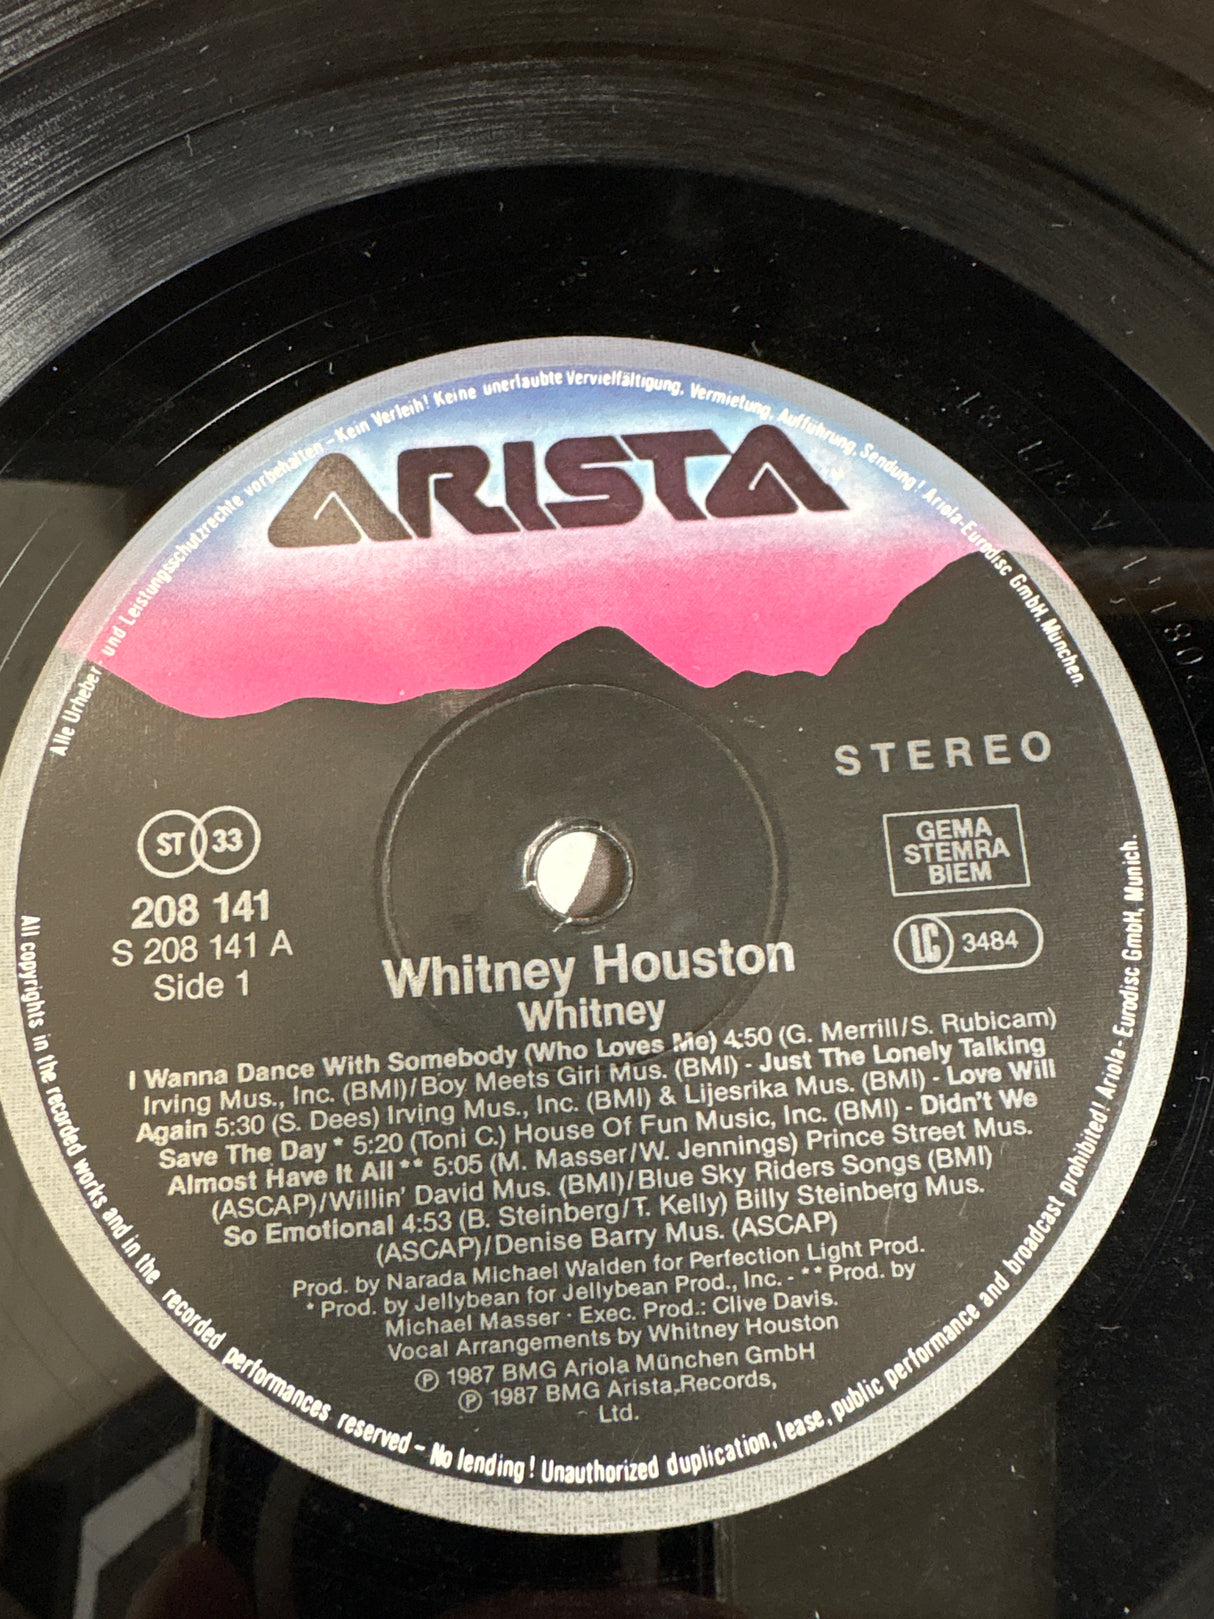 Alle Urheber- und Leistungsschutzrechte vorbehalten - Kein Verleih! Keine unerlaubte Vervielfältigung, Vermietung, Aufführung, Sendung! Ariola-Eurodisc GmbH, München.
ARISTA
STEREO
ST 33
GEMA
STEMRA
BIEM
208 141
S 208 141 A
Side 1
LC 3484
Whitney Houston
Whitney
I Wanna Dance With Somebody (Who Loves Me) 4:50 (G. Merrill/S. Rubicam)
Irving Mus., Inc. (BMI)/Boy Meets Girl Mus. (BMI) - Just The Lonely Talking
Again 5:30 (S. Dees) Irving Mus., Inc. (BMI) & Lijesrika Mus. (BMI) - Love Will
Save The Day * 5:20 (Toni C.) House Of Fun Music, Inc. (BMI) - Didn't We
Almost Have It All ** 5:05 (M. Masser/W. Jennings) Prince Street Mus.
(ASCAP)/Willin' David Mus. (BMI)/Blue Sky Riders Songs (BMI)
So Emotional 4:53 (B. Steinberg/T. Kelly) Billy Steinberg Mus.
(ASCAP)/Denise Barry Mus. (ASCAP)
Prod. by Narada Michael Walden for Perfection Light Prod.
* Prod. by Jellybean for Jellybean Prod., Inc. - ** Prod. by
Michael Masser · Exec. Prod.: Clive Davis.
Vocal Arrangements by Whitney Houston
℗ 1987 BMG Ariola München GmbH
℗ 1987 BMG Arista Records,
Ltd.
All copyrights in the recorded works and in the recorded performances reserved - No lending! Unauthorized duplication, lease, public performance and broadcast prohibited! Ariola-Eurodisc GmbH, Munich.